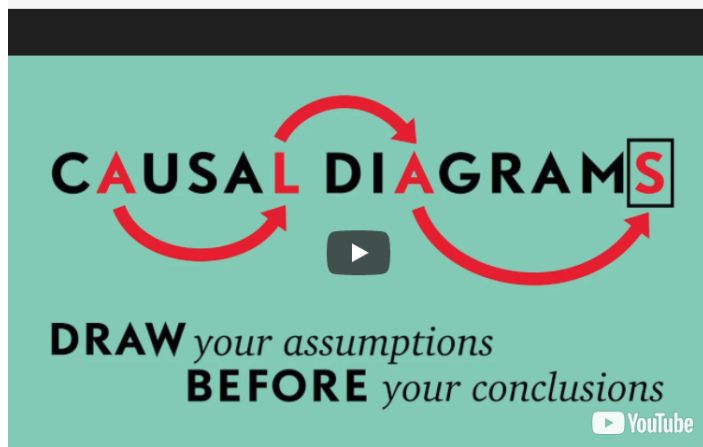 CAUSAL DIAGRAMS
DRAW your assumptions
BEFORE your conclusions
YouTube